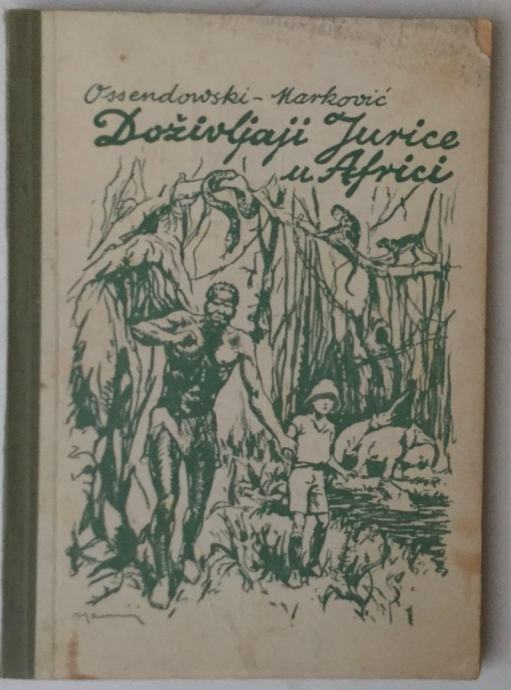 Ossendowski - Marković
Doživljaji Jurice
u Africi